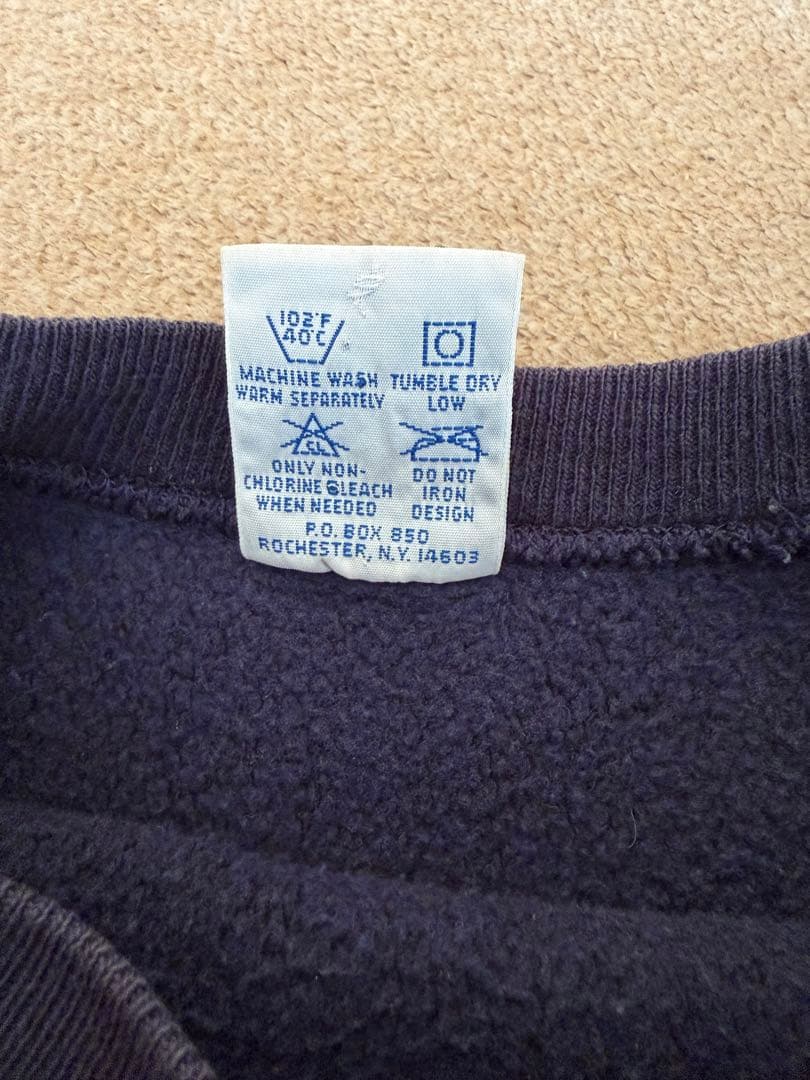 102°F
40°C
MACHINE WASH
WARM SEPARATELY
TUMBLE DRY
LOW
CL
ONLY NON-
CHLORINE BLEACH
WHEN NEEDED
DO NOT
IRON
DESIGN
P.O. BOX 850
ROCHESTER, N.Y. 14603